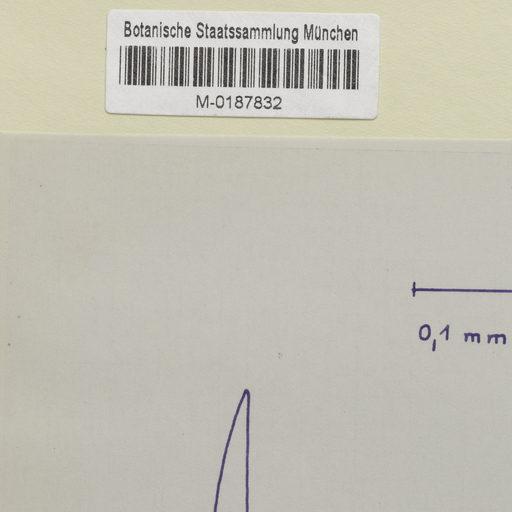 Botanische Staatssammlung München
M-0187832
0,1 mm